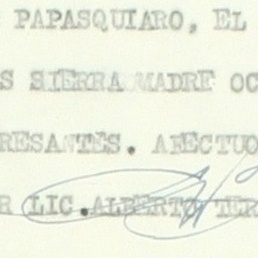 PAPASQUIARO, EL
S SIERRA MADRE OC
RESANTES. AFECTUO
R LIC. ALBERTO TER